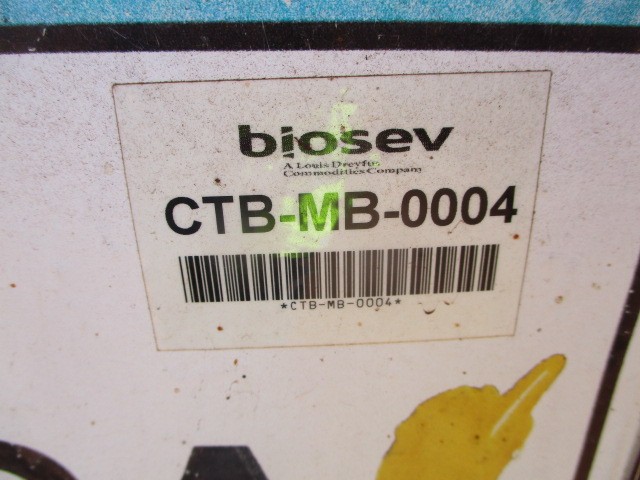 biosev
A Louis Dreyfus
Commodities Company
CTB-MB-0004
*CTB-MB-0004*